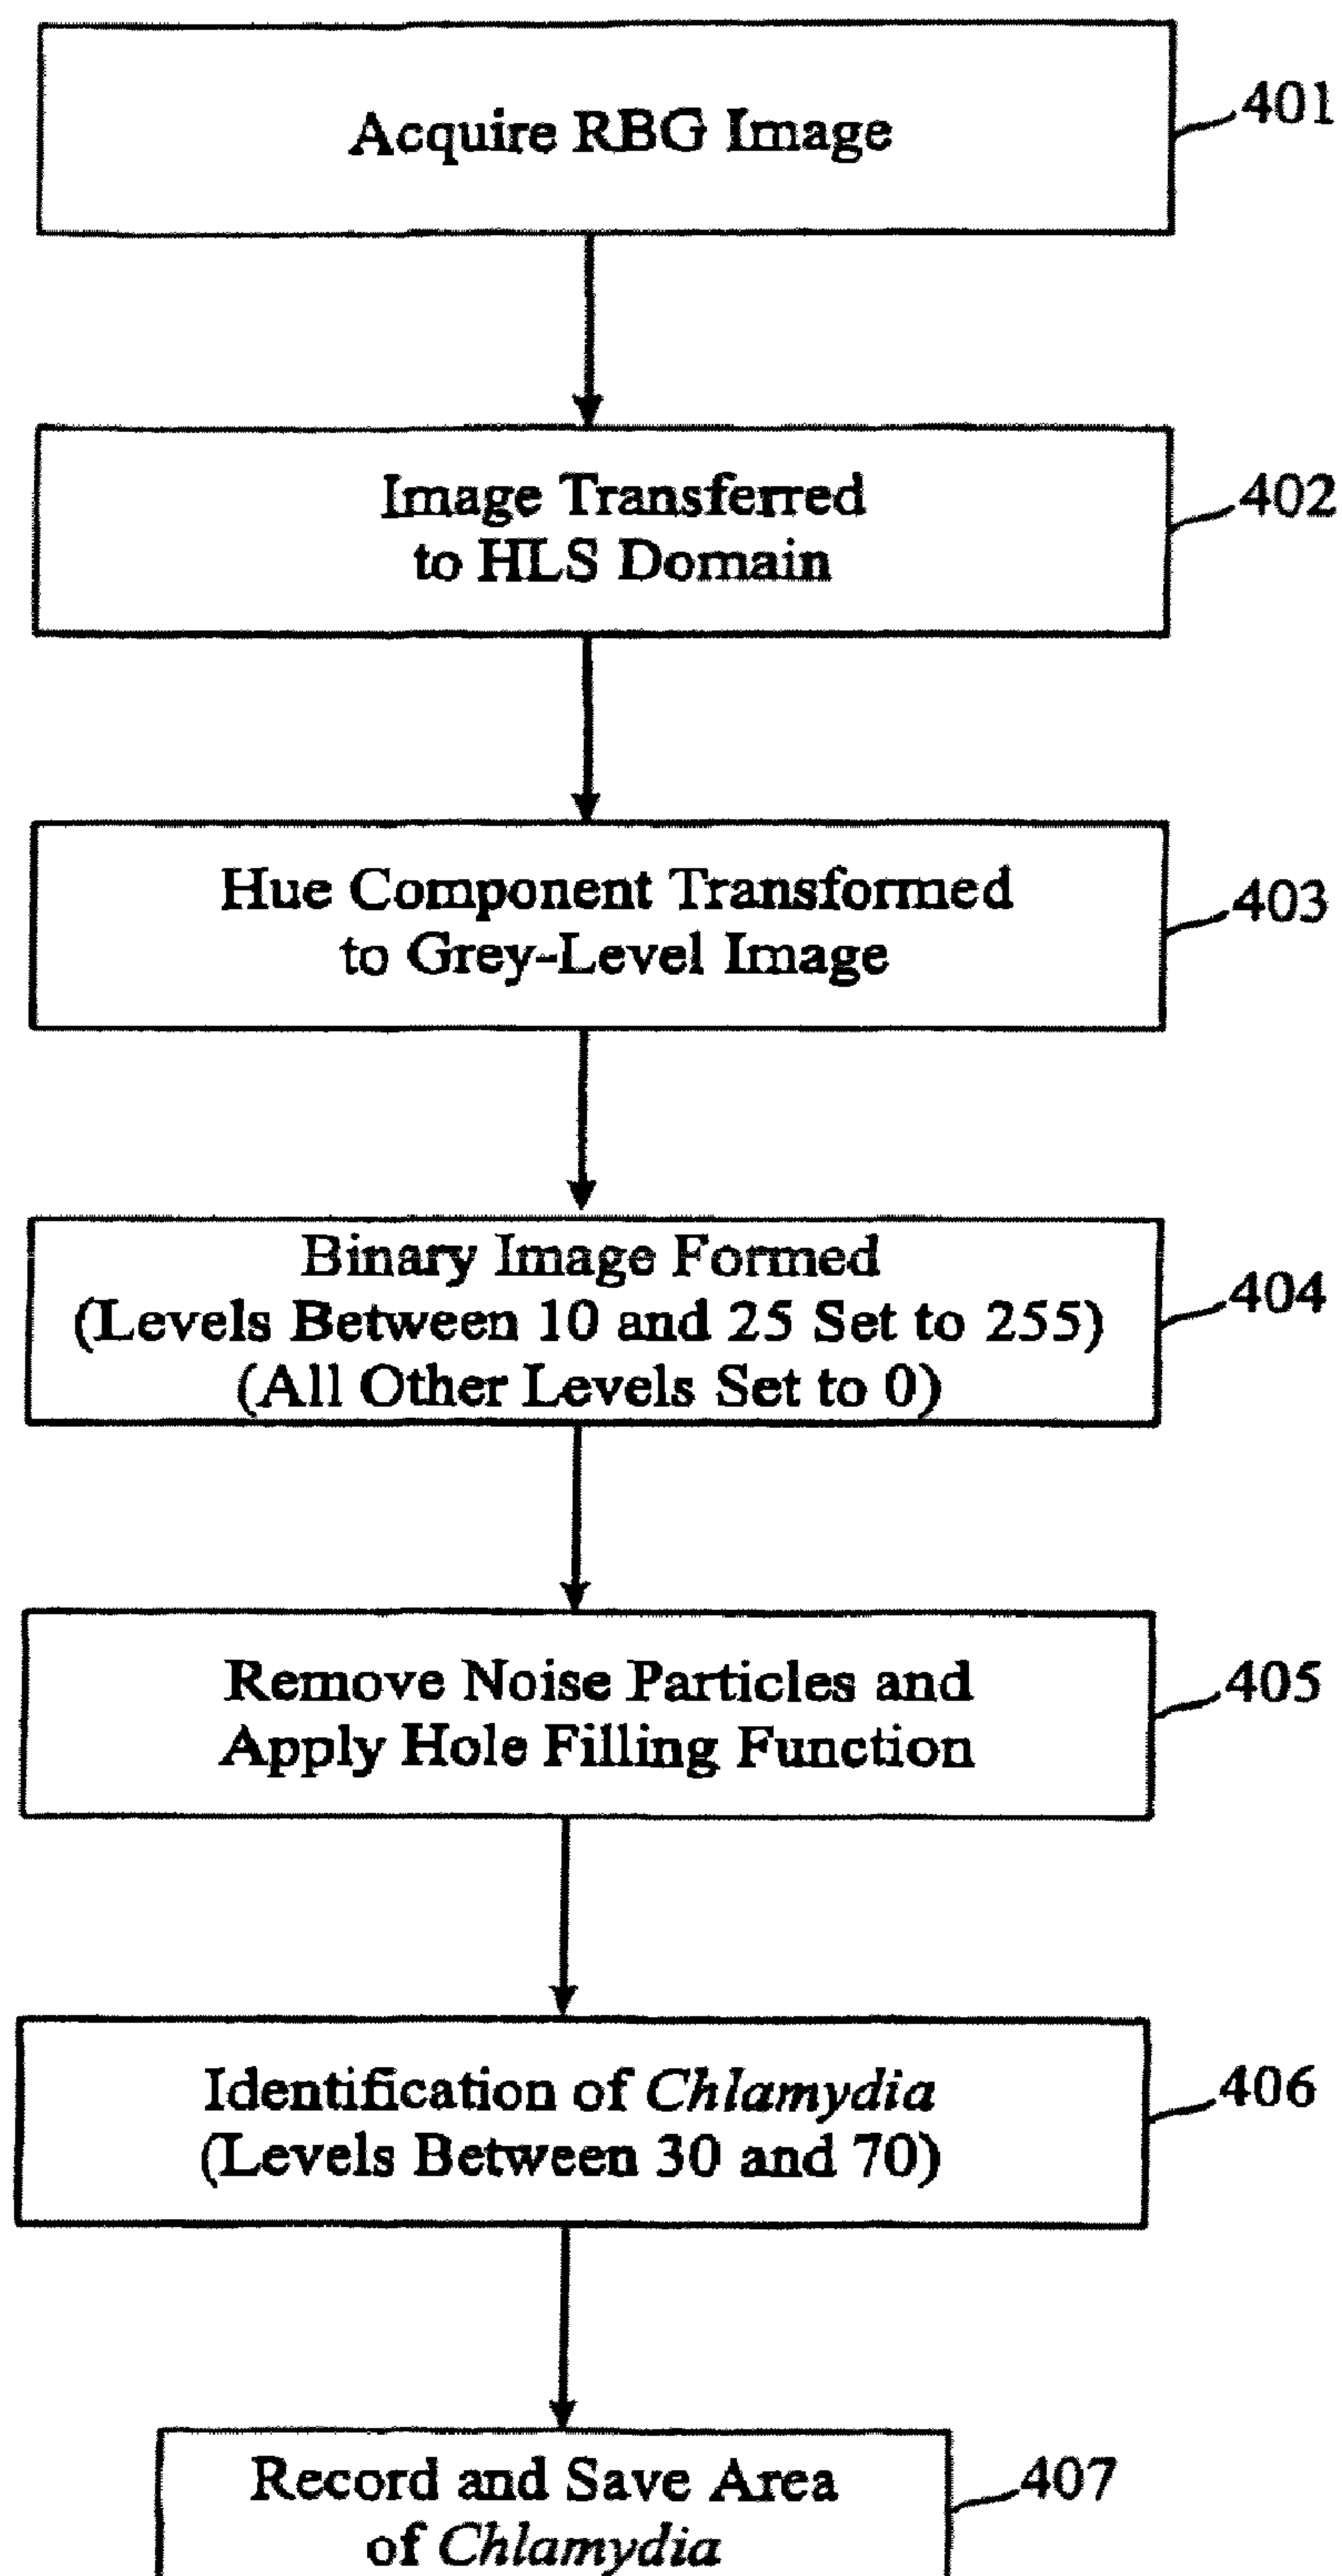 Acquire RBG Image
401
Image Transferred
to HLS Domain
402
Hue Component Transformed
to Grey-Level Image
403
Binary Image Formed
(Levels Between 10 and 25 Set to 255)
(All Other Levels Set to 0)
404
Remove Noise Particles and
Apply Hole Filling Function
405
Identification of Chlamydia
(Levels Between 30 and 70)
406
Record and Save Area
of Chlamydia
407